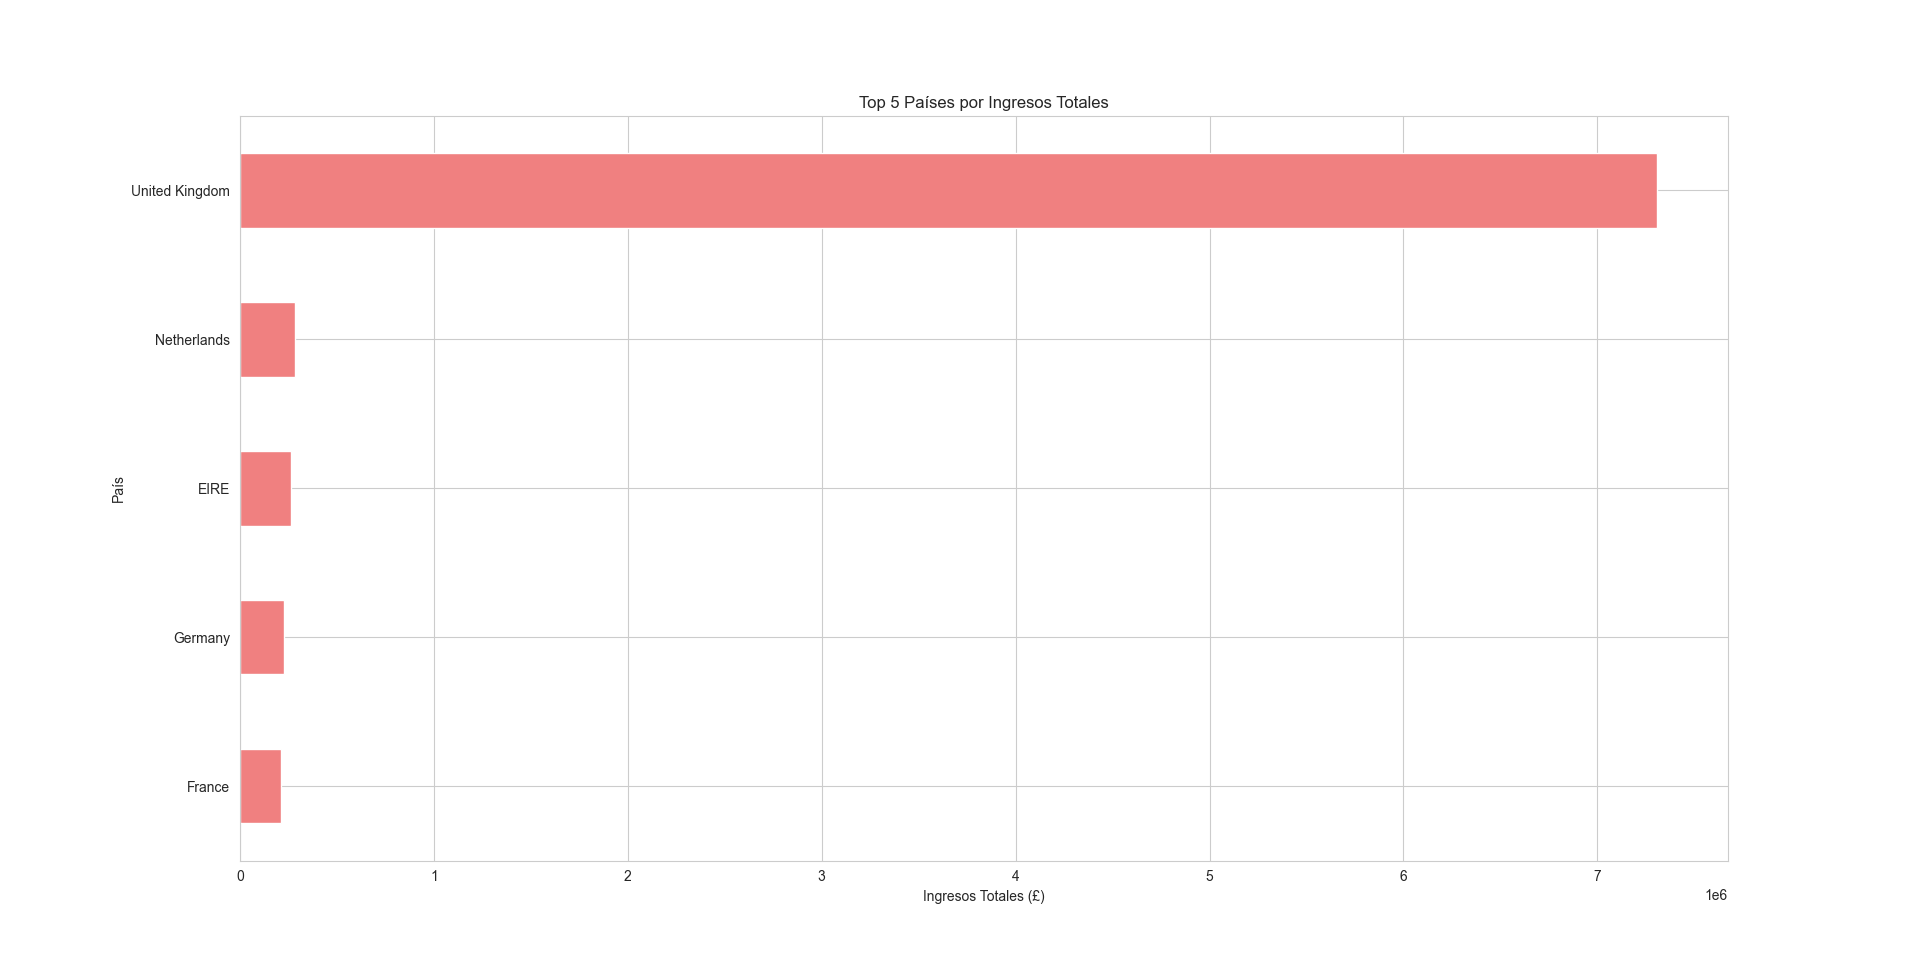 Top 5 Países por Ingresos Totales
United Kingdom
Netherlands
EIRE
Germany
France
País
0 1 2 3 4 5 6 7
Ingresos Totales (£)
1e6